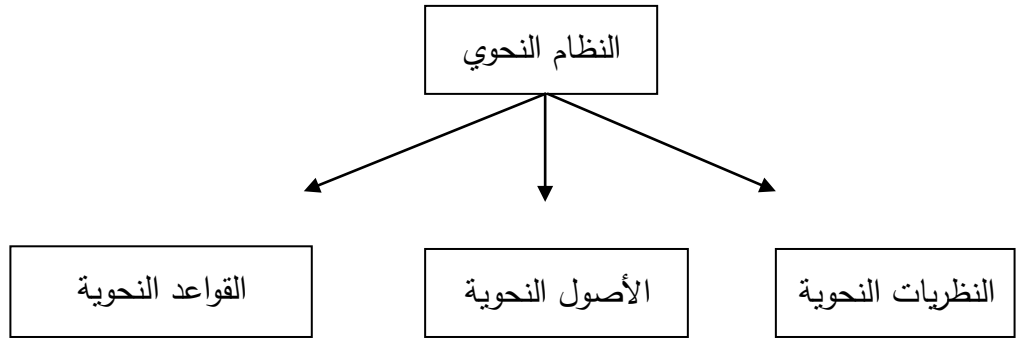 النظام النحوي
النظريات النحوية
الأصول النحوية
القواعد النحوية